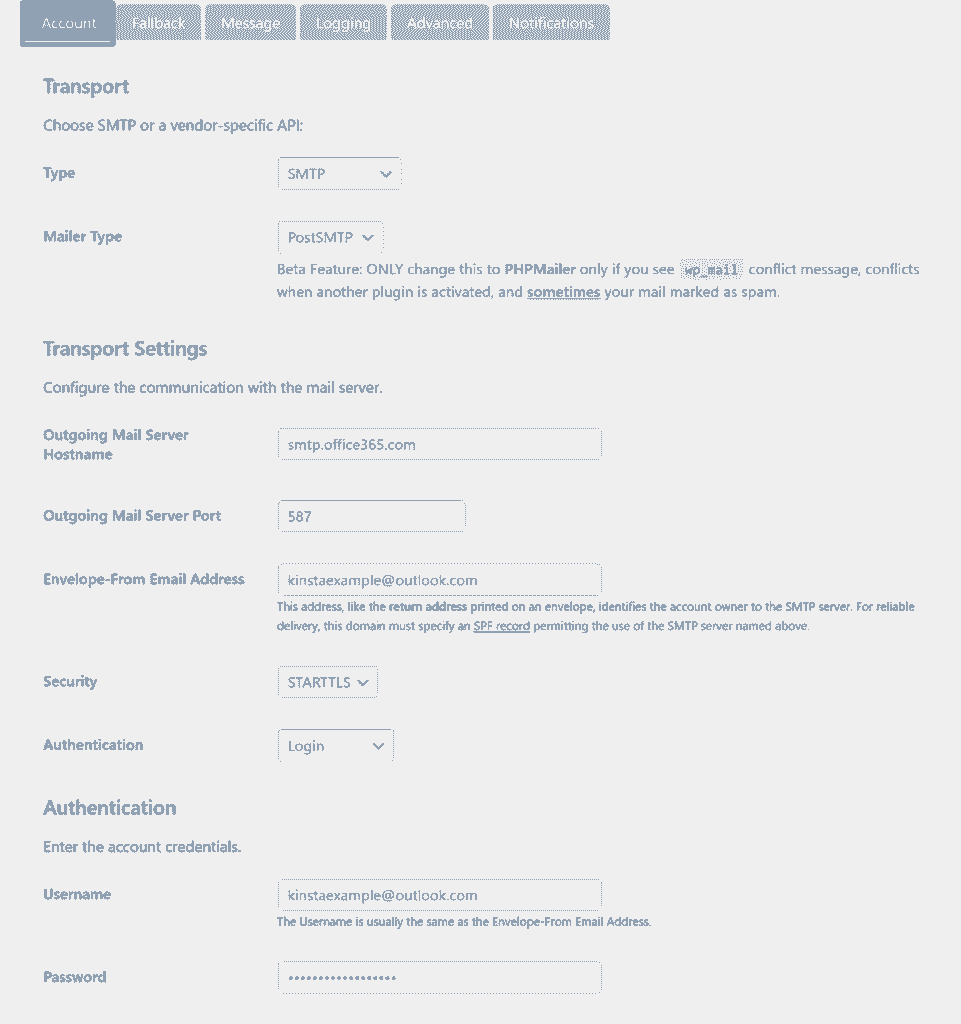 Account Fallback Message Logging Advanced Notifications
Transport
Choose SMTP or a vendor-specific API:
Type SMTP
Mailer Type PostSMTP
Beta Feature: ONLY change this to PHPMailer only if you see wp_mail conflict message, conflicts
when another plugin is activated, and sometimes your mail marked as spam.
Transport Settings
Configure the communication with the mail server.
Outgoing Mail Server
Hostname
smtp.office365.com
Outgoing Mail Server Port 587
Envelope-From Email Address kinstaexample@outlook.com
This address, like the return address printed on an envelope, identifies the account owner to the SMTP server. For reliable
delivery, this domain must specify an SPF record permitting the use of the SMTP server named above.
Security STARTTLS
Authentication Login
Authentication
Enter the account credentials.
Username kinstaexample@outlook.com
The Username is usually the same as the Envelope-From Email Address.
Password ••••••••••••••••••